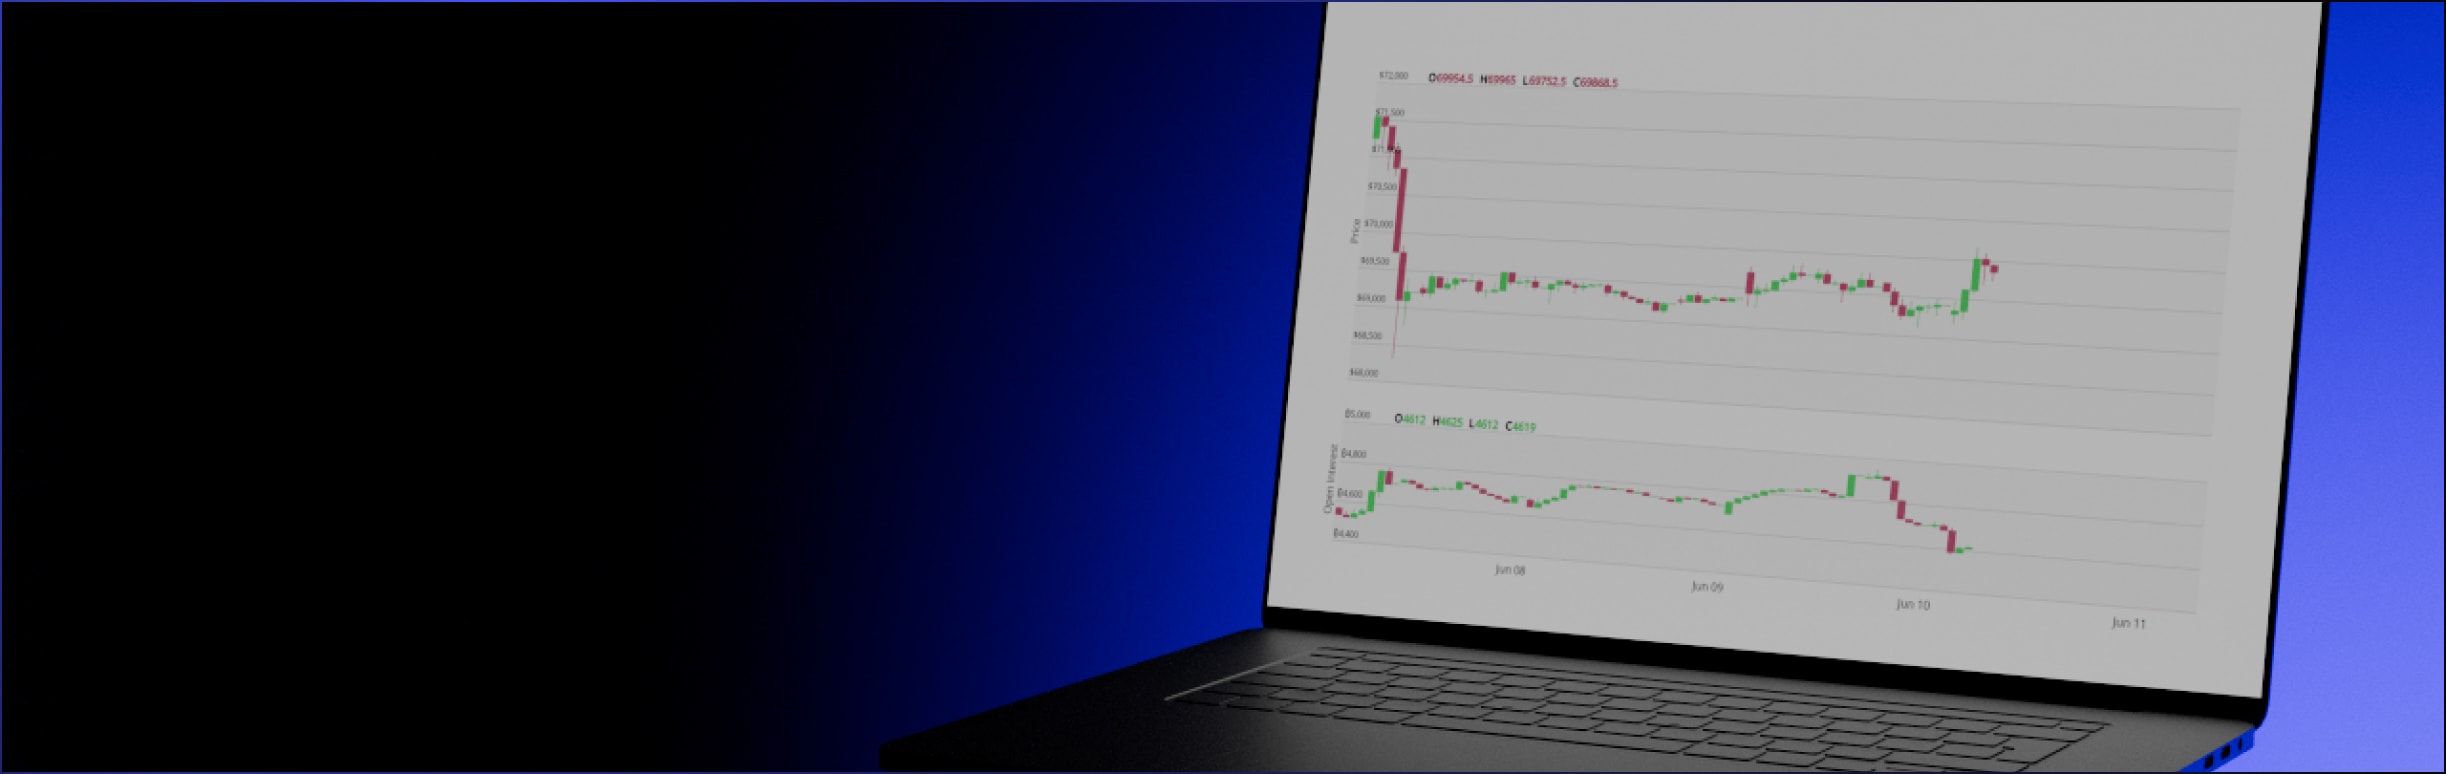 $72,000 O69954.5 H69965 L69752.5 C69868.5
$71,500
$70,500
$70,000
Price
$69,500
$69,000
$68,500
$68,000
₿5,000 O4612 H4625 L4612 C4619
₿4,800
Open Interest
₿4,600
₿4,400
Jun 08 Jun 09 Jun 10 Jun 11